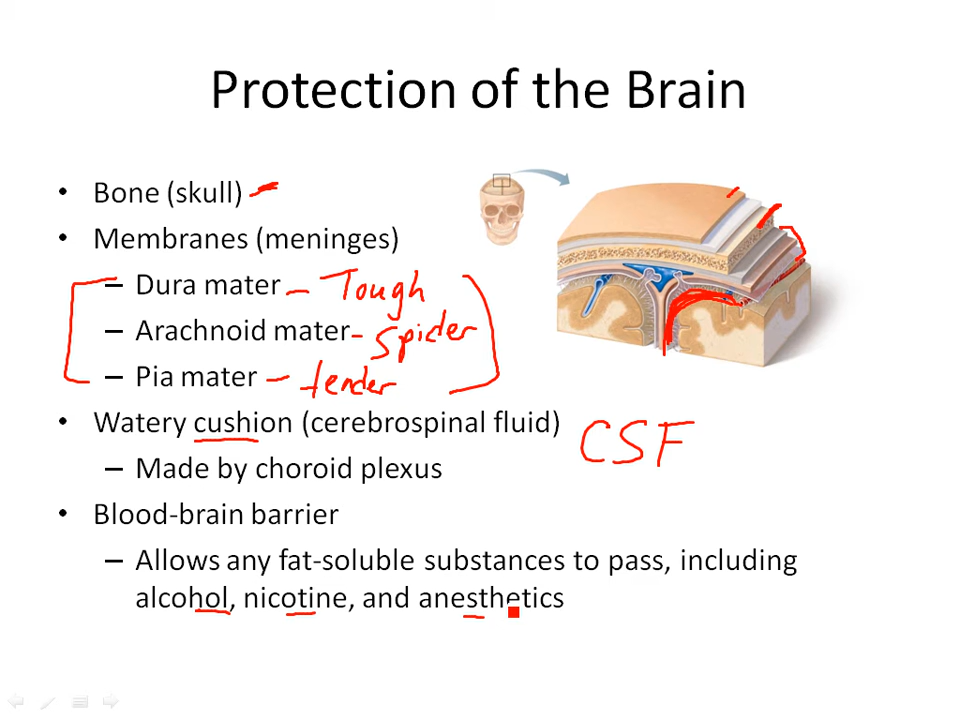 Protection of the Brain
• Bone (skull)
• Membranes (meninges)
– Dura mater – Tough
– Arachnoid mater – Spider
– Pia mater – tender
• Watery cushion (cerebrospinal fluid) CSF
– Made by choroid plexus
• Blood-brain barrier
– Allows any fat-soluble substances to pass, including
alcohol, nicotine, and anesthetics